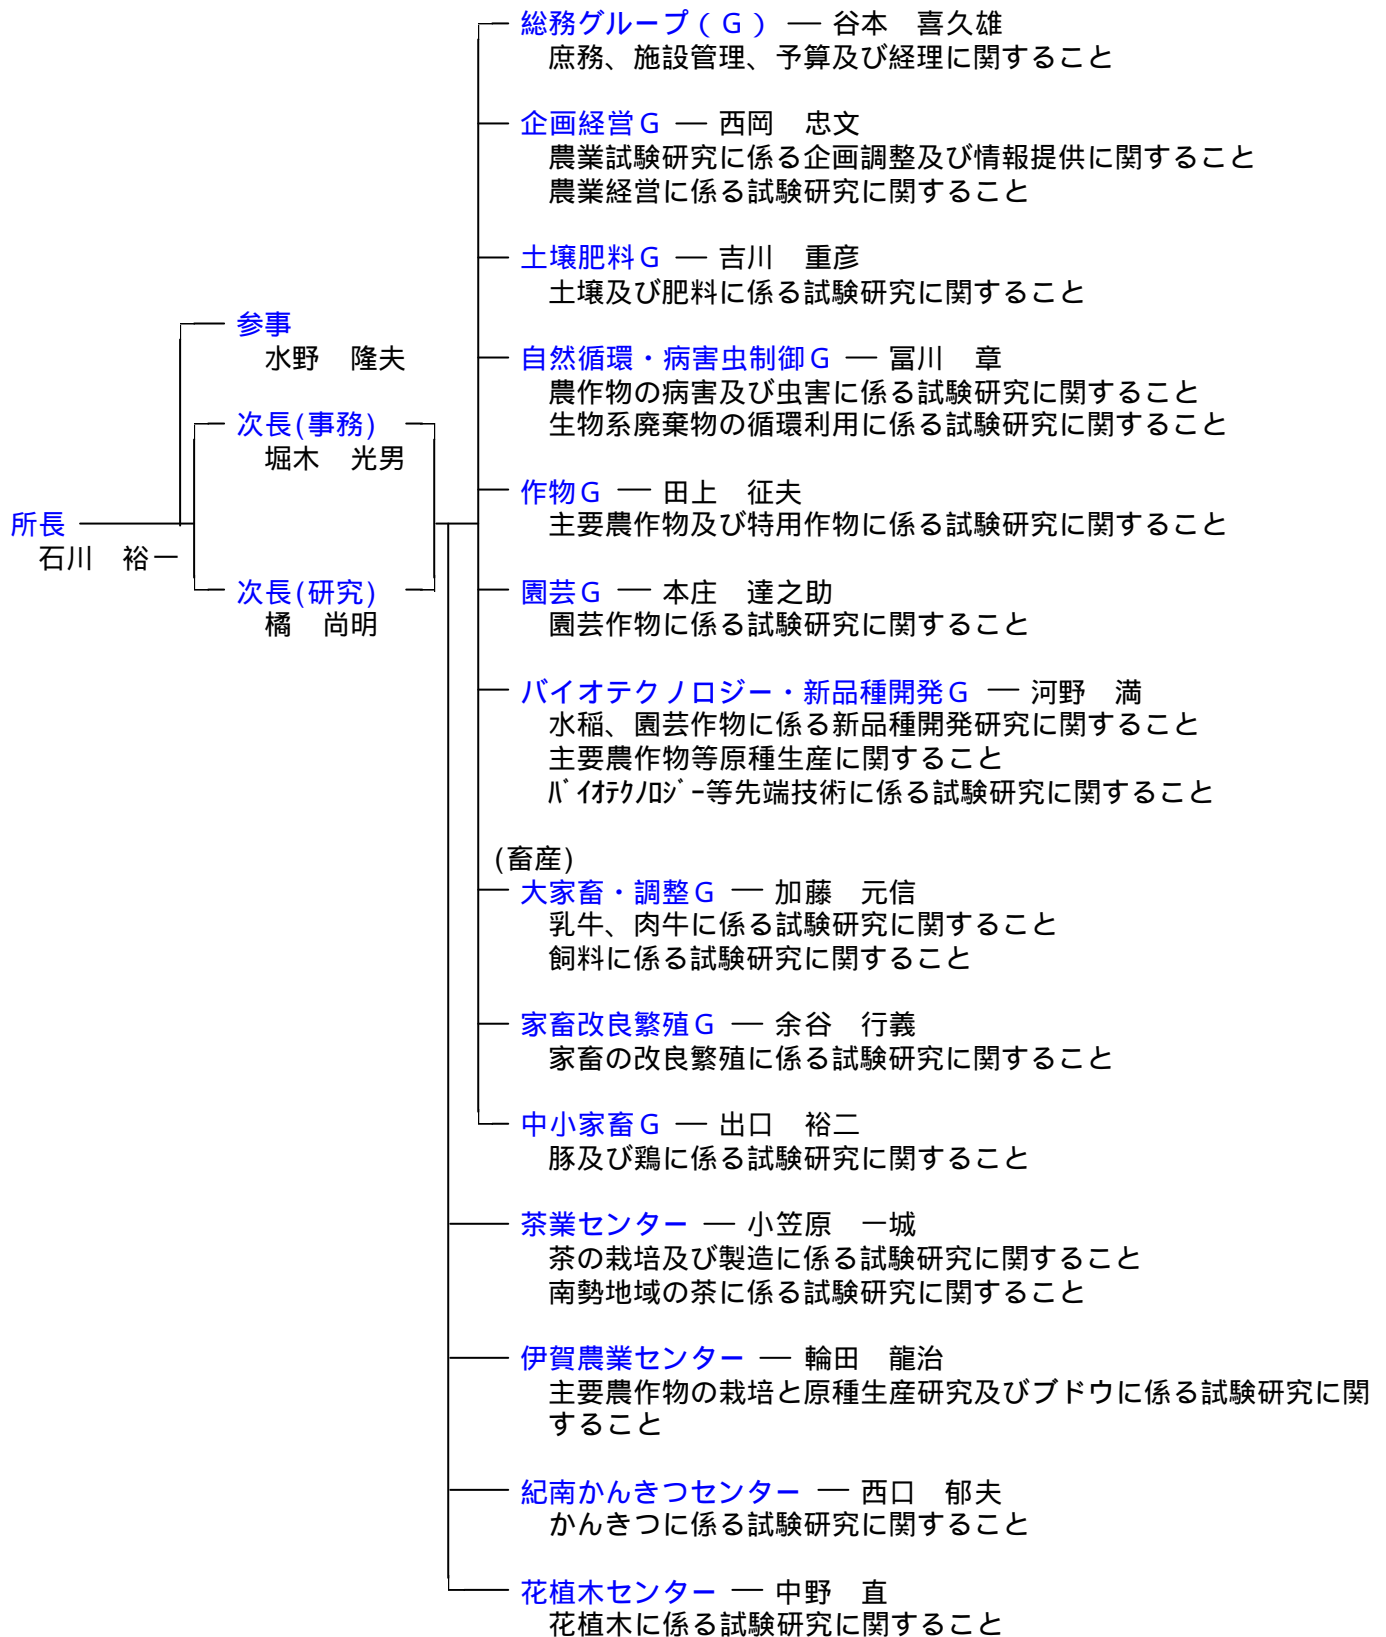 所長
石川 裕一
参事
水野 隆夫
次長(事務)
堀木 光男
次長(研究)
橘 尚明
総務グループ(G) ― 谷本 喜久雄
庶務、施設管理、予算及び経理に関すること
企画経営G ― 西岡 忠文
農業試験研究に係る企画調整及び情報提供に関すること
農業経営に係る試験研究に関すること
土壌肥料G ― 吉川 重彦
土壌及び肥料に係る試験研究に関すること
自然循環・病害虫制御G ― 冨川 章
農作物の病害及び虫害に係る試験研究に関すること
生物系廃棄物の循環利用に係る試験研究に関すること
作物G ― 田上 征夫
主要農作物及び特用作物に係る試験研究に関すること
園芸G ― 本庄 達之助
園芸作物に係る試験研究に関すること
バイオテクノロジー・新品種開発G ― 河野 満
水稲、園芸作物に係る新品種開発研究に関すること
主要農作物等原種生産に関すること
ﾊﾞｲｵﾃｸﾉﾛｼﾞｰ等先端技術に係る試験研究に関すること
(畜産)
大家畜・調整G ― 加藤 元信
乳牛、肉牛に係る試験研究に関すること
飼料に係る試験研究に関すること
家畜改良繁殖G ― 余谷 行義
家畜の改良繁殖に係る試験研究に関すること
中小家畜G ― 出口 裕二
豚及び鶏に係る試験研究に関すること
茶業センター ― 小笠原 一城
茶の栽培及び製造に係る試験研究に関すること
南勢地域の茶に係る試験研究に関すること
伊賀農業センター ― 輪田 龍治
主要農作物の栽培と原種生産研究及びブドウに係る試験研究に関
すること
紀南かんきつセンター ― 西口 郁夫
かんきつに係る試験研究に関すること
花植木センター ― 中野 直
花植木に係る試験研究に関すること